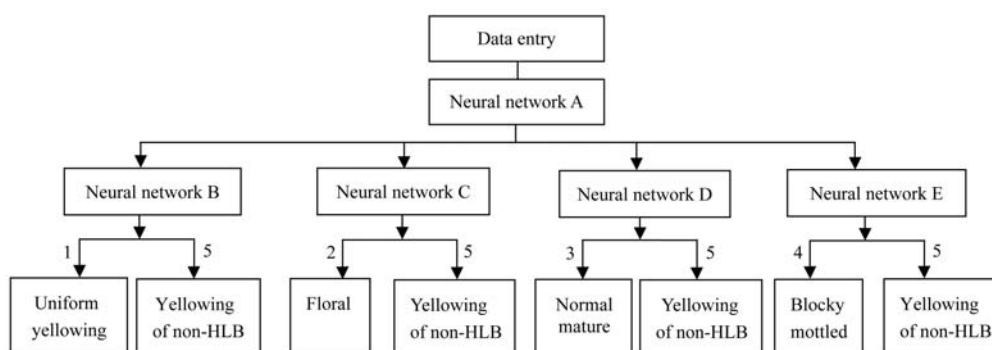 Data entry
Neural network A
Neural network B
Neural network C
Neural network D
Neural network E
1
5
2
5
3
5
4
5
Uniform
yellowing
Yellowing
of non-HLB
Floral
Yellowing
of non-HLB
Normal
mature
Yellowing
of non-HLB
Blocky
mottled
Yellowing
of non-HLB